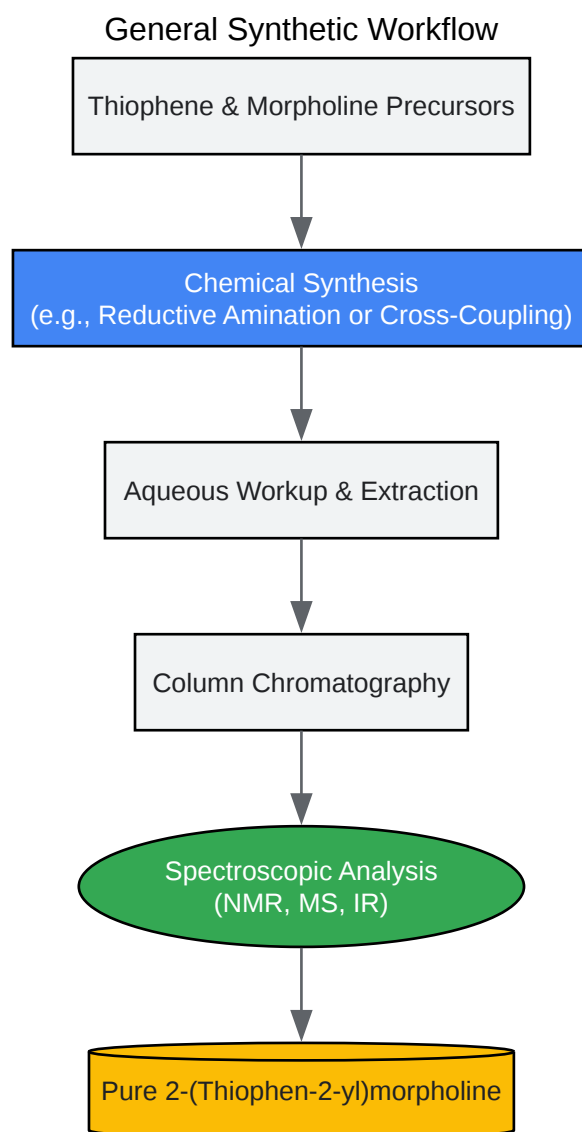 General Synthetic Workflow
Thiophene & Morpholine Precursors
Chemical Synthesis
(e.g., Reductive Amination or Cross-Coupling)
Aqueous Workup & Extraction
Column Chromatography
Spectroscopic Analysis
(NMR, MS, IR)
Pure 2-(Thiophen-2-yl)morpholine